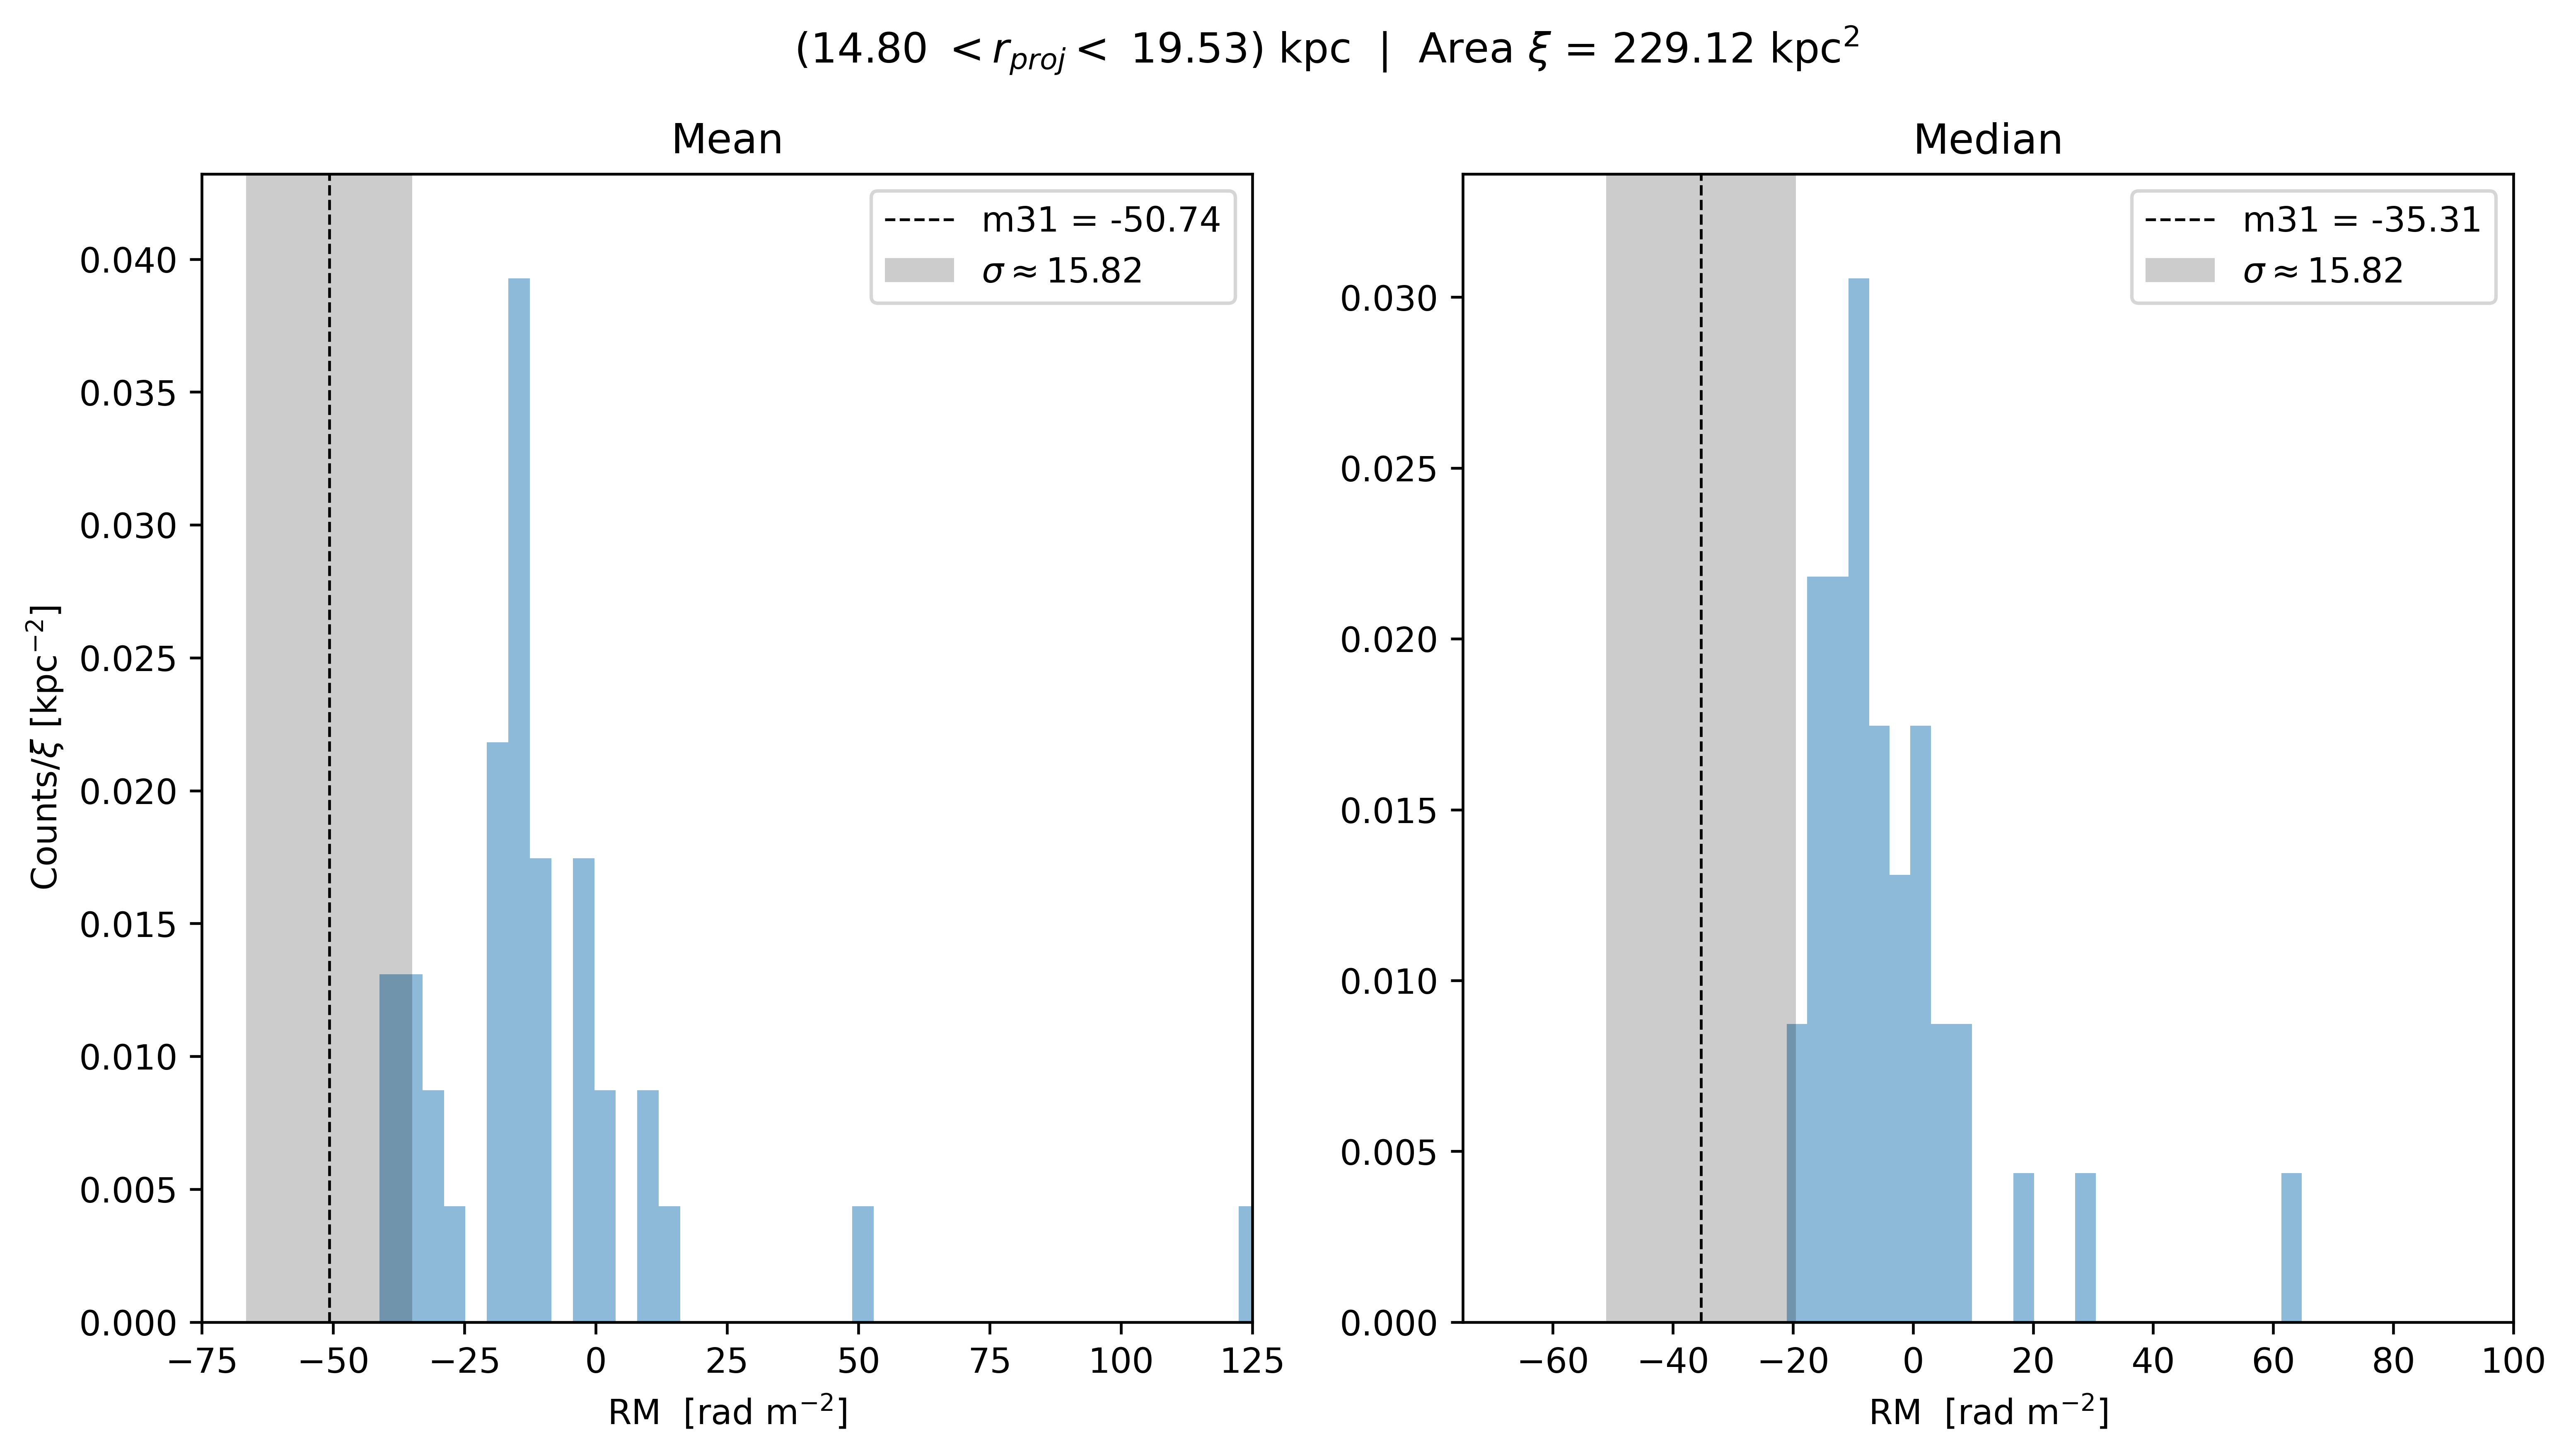 (14.80 < r_proj < 19.53) kpc | Area ξ = 229.12 kpc²
Mean
m31 = -50.74
σ ≈ 15.82
0.040
0.035
0.030
0.025
0.020
0.015
0.010
0.005
0.000
Counts/ξ [kpc⁻²]
−75 −50 −25 0 25 50 75 100 125
RM [rad m⁻²]
Median
m31 = -35.31
σ ≈ 15.82
0.030
0.025
0.020
0.015
0.010
0.005
0.000
−60 −40 −20 0 20 40 60 80 100
RM [rad m⁻²]